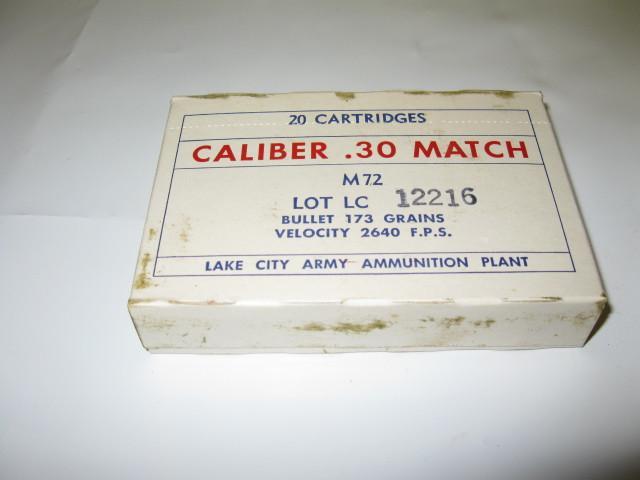 20 CARTRIDGES
CALIBER .30 MATCH
M72
LOT LC 12216
BULLET 173 GRAINS
VELOCITY 2640 F.P.S.
LAKE CITY ARMY AMMUNITION PLANT